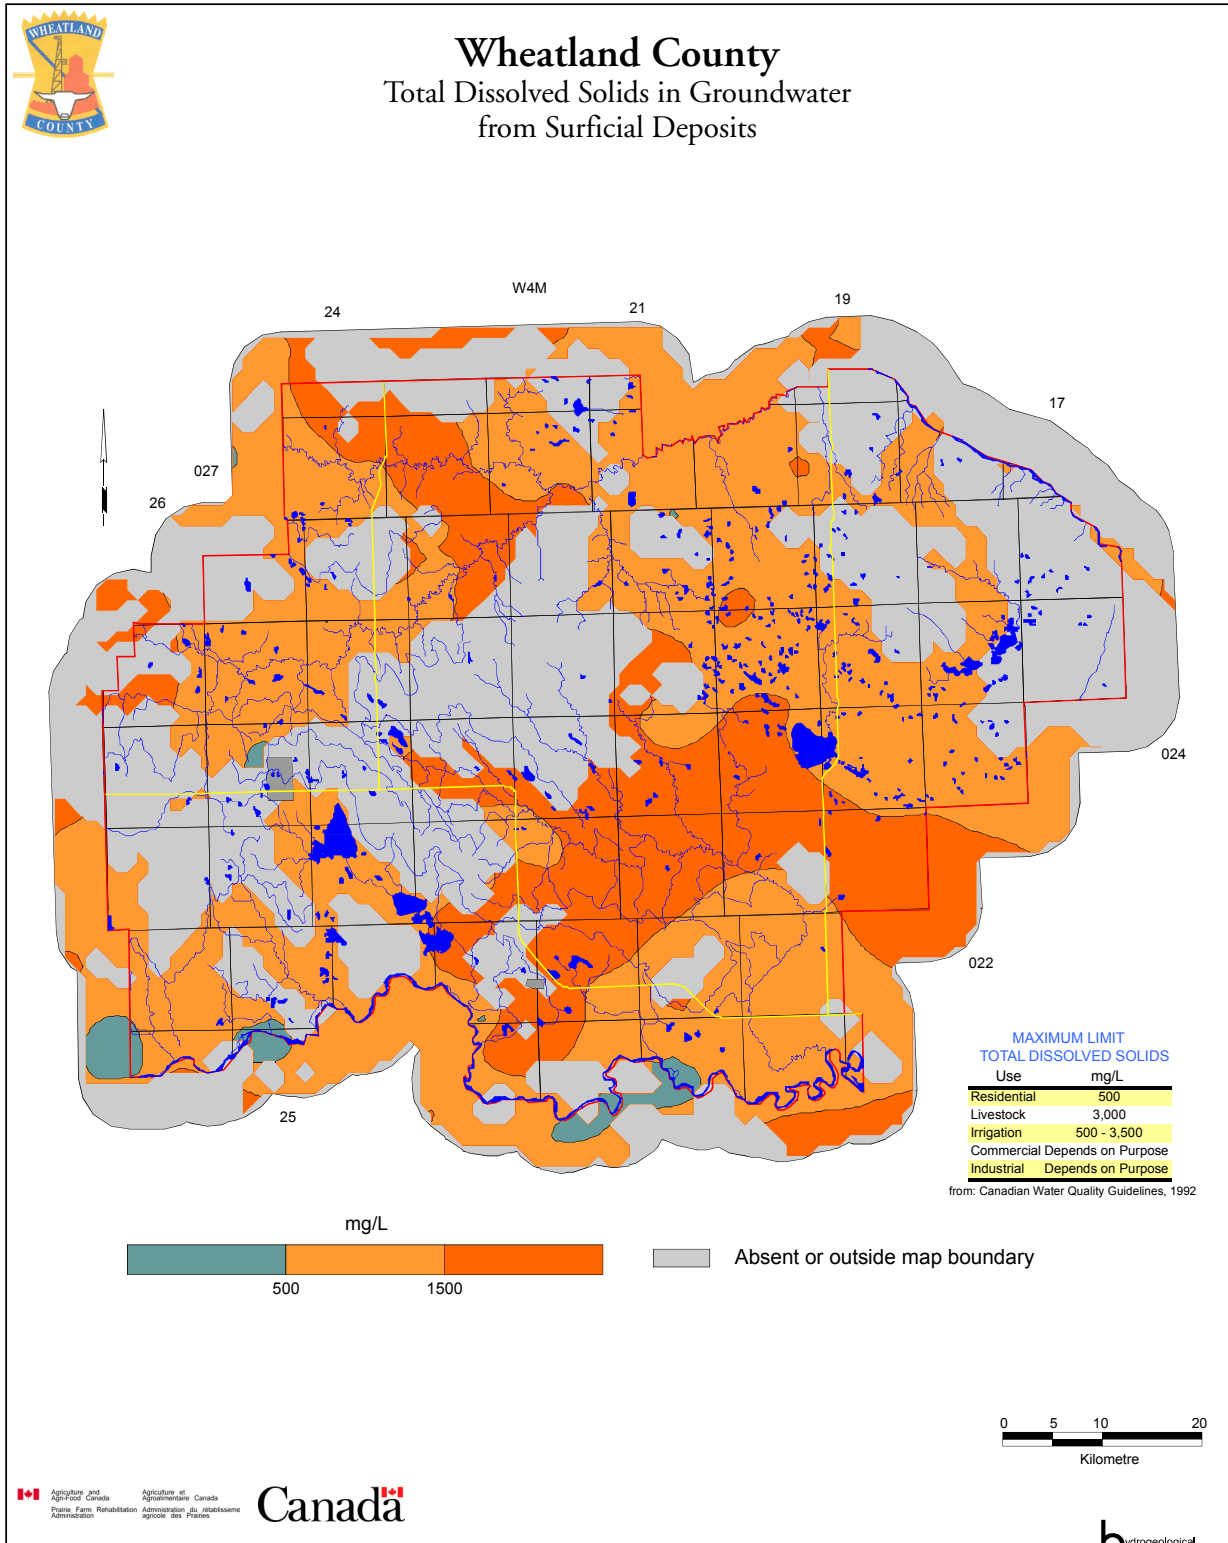 WHEATLAND
COUNTY
Wheatland County
Total Dissolved Solids in Groundwater
from Surficial Deposits
W4M
24
21
19
17
027
26
024
022
25
MAXIMUM LIMIT
TOTAL DISSOLVED SOLIDS
Use mg/L
Residential 500
Livestock 3,000
Irrigation 500 - 3,500
Commercial Depends on Purpose
Industrial Depends on Purpose
from: Canadian Water Quality Guidelines, 1992
mg/L
500 1500
Absent or outside map boundary
0 5 10 20
Kilometre
Agriculture and Agriculture et
Agri-Food Canada Agroalimentaire Canada
Prairie Farm Rehabilitation Administration du rétablisseme
Administration agricole des Prairies
Canada
hydrogeological